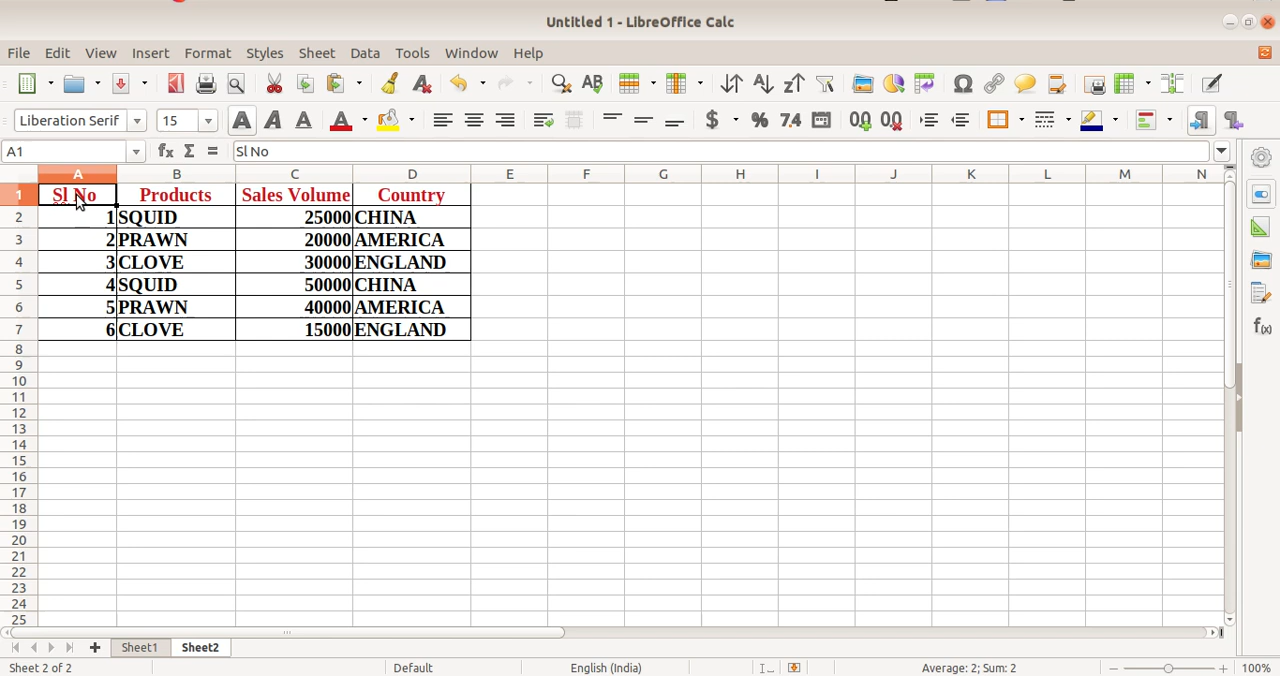 Untitled 1 - LibreOffice Calc
File Edit View Insert Format Styles Sheet Data Tools Window Help
Liberation Serif 15 $ % 7.4
A1 Sl No
A B C D E F G H I J K L M N
1 Sl No Products Sales Volume Country
2 1 SQUID 25000 CHINA
3 2 PRAWN 20000 AMERICA
4 3 CLOVE 30000 ENGLAND
5 4 SQUID 50000 CHINA
6 5 PRAWN 40000 AMERICA
7 6 CLOVE 15000 ENGLAND
8
9
10
11
12
13
14
15
16
17
18
19
20
21
22
23
24
25
Sheet1 Sheet2
Sheet 2 of 2 Default English (India) Average: 2; Sum: 2 100%